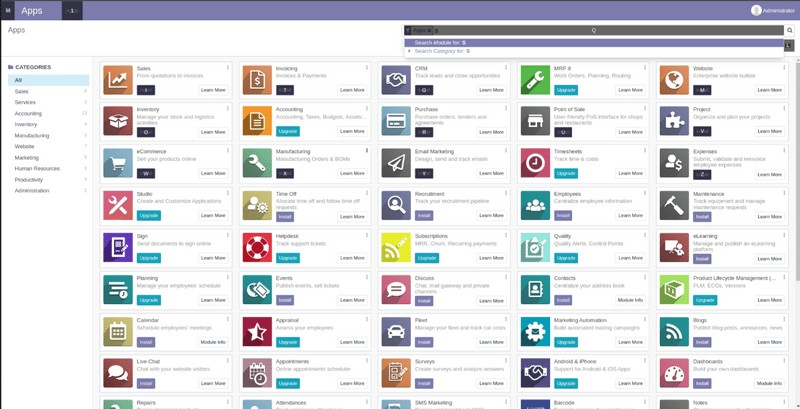 M Apps - 1 - Administrator
Apps
S
Search Module for: S
Search Category for: S
CATEGORIES
All
Sales
Services
Accounting
Inventory
Manufacturing
Website
Marketing
Human Resources
Productivity
Administration
Sales
From quotations to invoices
Learn More
Invoicing
Invoices & Payments
Learn More
CRM
Track leads and close opportunities
Learn More
MRP II
Work Orders, Planning, Routing
Upgrade Learn More
Website
Enterprise website builder
Learn More
Inventory
Manage your stock and logistics
activities
Learn More
Accounting
Accounting, Taxes, Budgets, Assets...
Upgrade Learn More
Purchase
Purchase orders, tenders and
agreements
Learn More
Point of Sale
User-friendly PoS interface for shops
and restaurants
Learn More
Project
Organize and plan your projects
Learn More
eCommerce
Sell your products online
Learn More
Manufacturing
Manufacturing Orders & BOMs
Learn More
Email Marketing
Design, send and track emails
Learn More
Timesheets
Track time & costs
Upgrade Learn More
Expenses
Submit, validate and reinvoice
employee expenses
Learn More
Studio
Create and Customize Applications
Upgrade Learn More
Time Off
Allocate time off and follow time off
requests
Install Learn More
Recruitment
Track your recruitment pipeline
Install Learn More
Employees
Centralize employee information
Install Learn More
Maintenance
Track equipment and manage
maintenance requests
Install Learn More
Sign
Send documents to sign online
Upgrade Learn More
Helpdesk
Track support tickets
Upgrade Learn More
Subscriptions
MRR, Churn, Recurring payments
Upgrade Learn More
Quality
Quality Alerts, Control Points
Upgrade Learn More
eLearning
Manage and publish an eLearning
platform
Install Learn More
Planning
Manage your employees' schedule
Upgrade Learn More
Events
Publish events, sell tickets
Install Learn More
Discuss
Chat, mail gateway and private
channels
Install Learn More
Contacts
Centralize your address book
Install Module Info
Product Lifecycle Management (...
PLM, ECOs, Versions
Upgrade Learn More
Calendar
Schedule employees' meetings
Install Module Info
Appraisal
Assess your employees
Upgrade Learn More
Fleet
Manage your fleet and track car costs
Install Learn More
Marketing Automation
Build automated mailing campaigns
Upgrade Learn More
Blogs
Publish blog posts, announces, news
Install Learn More
Live Chat
Chat with your website visitors
Install Learn More
Appointments
Online appointments scheduler
Upgrade Learn More
Surveys
Create surveys and analyze answers
Install Learn More
Android & iPhone
Support for Android & iOS Apps
Upgrade Learn More
Dashboards
Build your own dashboards
Install Module Info
Repairs
Attendances
SMS Marketing
Barcode
Notes